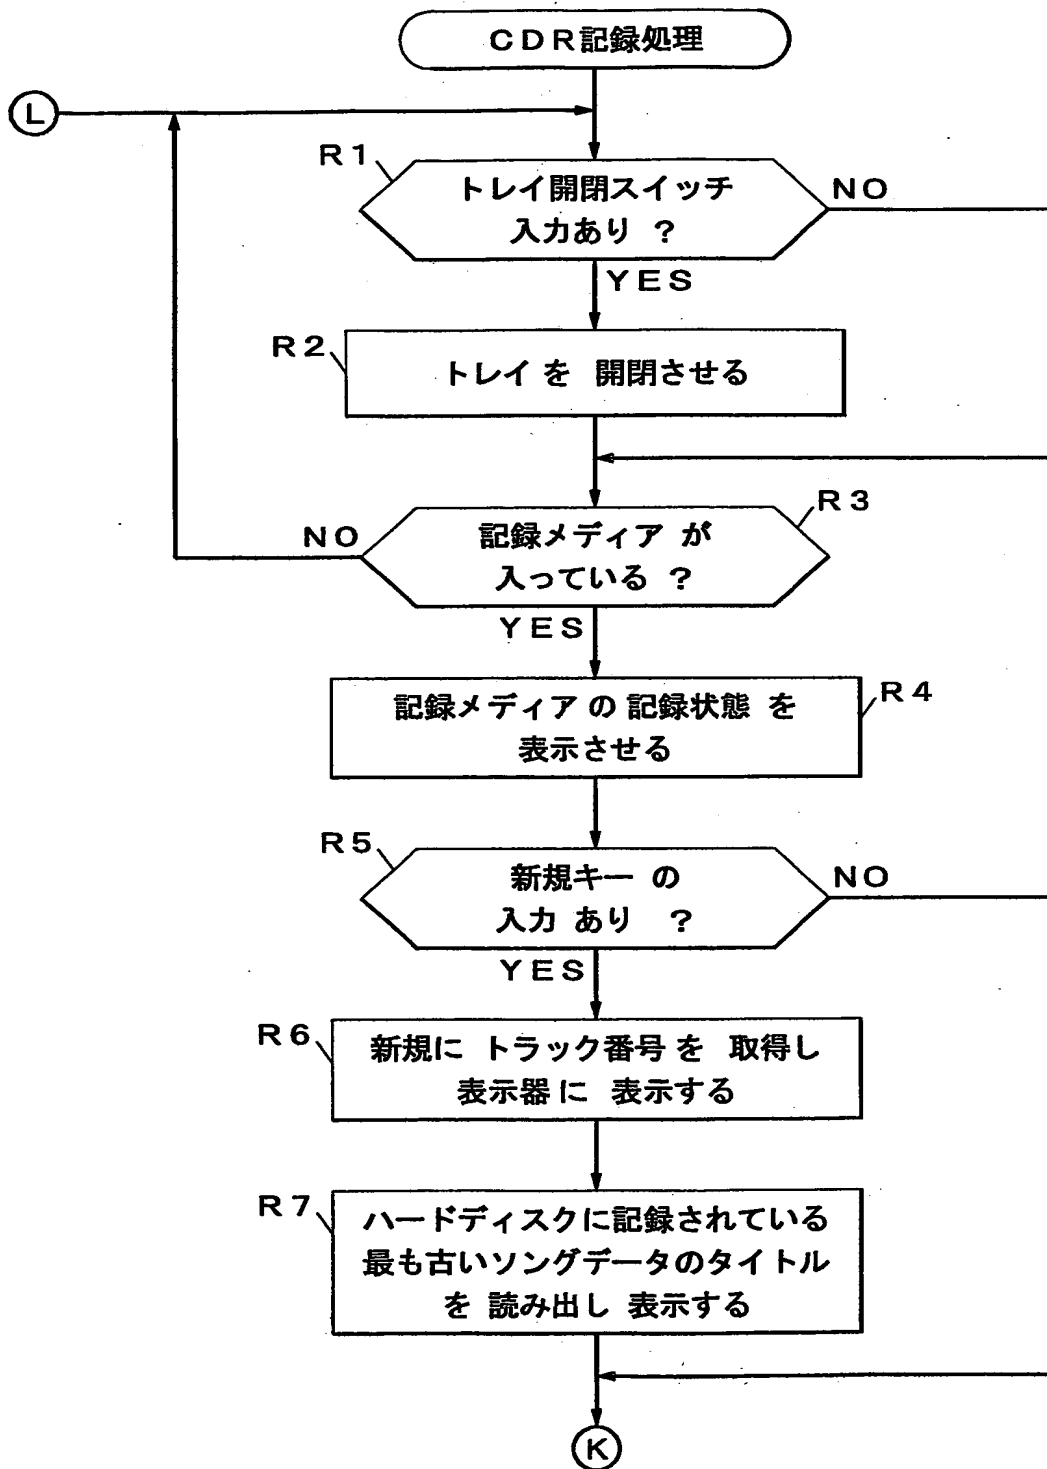 CDR記録処理
L
R1
トレイ開閉スイッチ
入力あり ?
NO
YES
R2
トレイ を 開閉させる
R3
記録メディア が
入っている ?
NO
YES
R4
記録メディア の 記録状態 を
表示させる
R5
新規キー の
入力 あり ?
NO
YES
R6
新規に トラック番号 を 取得し
表示器 に 表示する
R7
ハードディスクに記録されている
最も古いソングデータのタイトル
を 読み出し 表示する
K